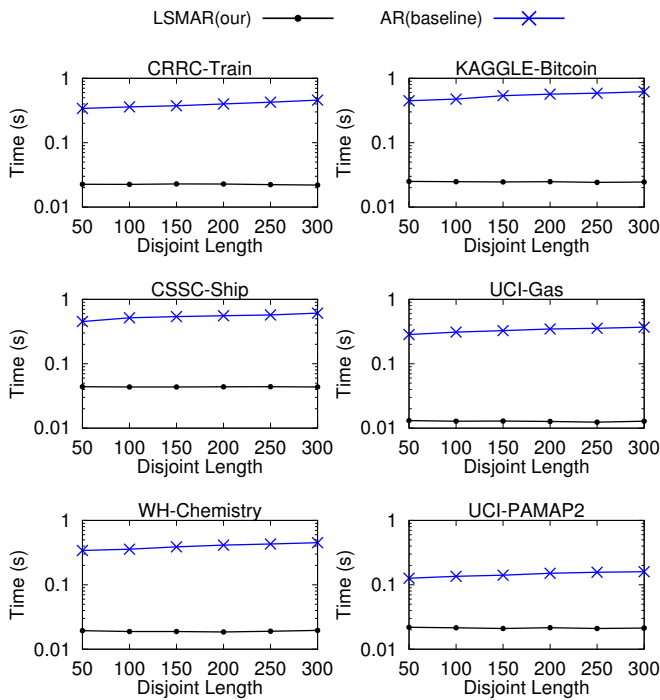 LSMAR(our) AR(baseline)
CRRC-Train
1
0.1
0.01
Time (s)
50 100 150 200 250 300
Disjoint Length
KAGGLE-Bitcoin
1
0.1
0.01
Time (s)
50 100 150 200 250 300
Disjoint Length
CSSC-Ship
1
0.1
0.01
Time (s)
50 100 150 200 250 300
Disjoint Length
UCI-Gas
1
0.1
0.01
Time (s)
50 100 150 200 250 300
Disjoint Length
WH-Chemistry
1
0.1
0.01
Time (s)
50 100 150 200 250 300
Disjoint Length
UCI-PAMAP2
1
0.1
0.01
Time (s)
50 100 150 200 250 300
Disjoint Length